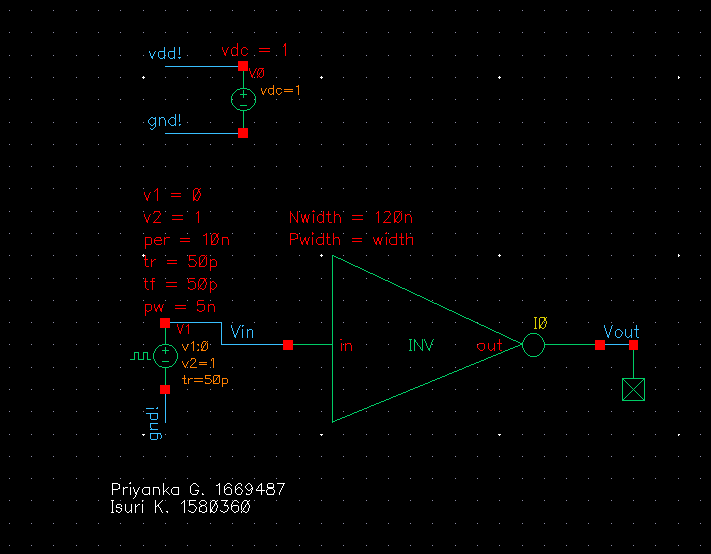 vdd!
vdc = 1
V0
vdc=1
gnd!
v1 = 0
v2 = 1
per = 10n
tr = 50p
tf = 50p
pw = 5n
Nwidth = 120n
Pwidth = width
V1
v1:0
v2=1
tr=50p
gnd!
Vin
in
INV
out
I0
Vout
Priyanka G. 1669487
Isuri K. 1580360